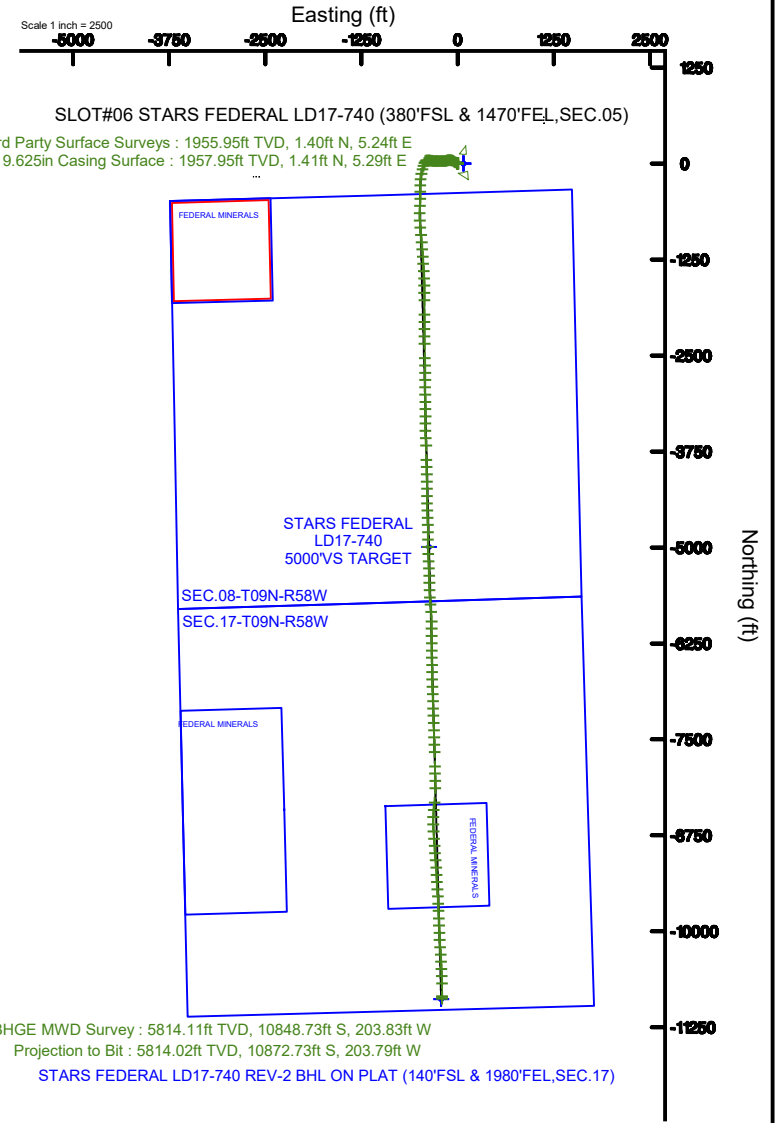 Easting (ft)
Scale 1 inch = 2500
-5000 -3750 -2500 -1250 0 1250 2500
1250
SLOT#06 STARS FEDERAL LD17-740 (380'FSL & 1470'FEL,SEC.05)
Party Surface Surveys : 1955.95ft TVD, 1.40ft N, 5.24ft E
9.625in Casing Surface : 1957.95ft TVD, 1.41ft N, 5.29ft E
0
...
FEDERAL MINERALS
-1250
-2500
-3750
STARS FEDERAL
LD17-740
5000'VS TARGET
-5000
SEC.08-T09N-R58W
SEC.17-T09N-R58W
Northing (ft)
-6250
FEDERAL MINERALS
-7500
FEDERAL MINERALS
-8750
-10000
-11250
BHGE MWD Survey : 5814.11ft TVD, 10848.73ft S, 203.83ft W
Projection to Bit : 5814.02ft TVD, 10872.73ft S, 203.79ft W
STARS FEDERAL LD17-740 REV-2 BHL ON PLAT (140'FSL & 1980'FEL,SEC.17)